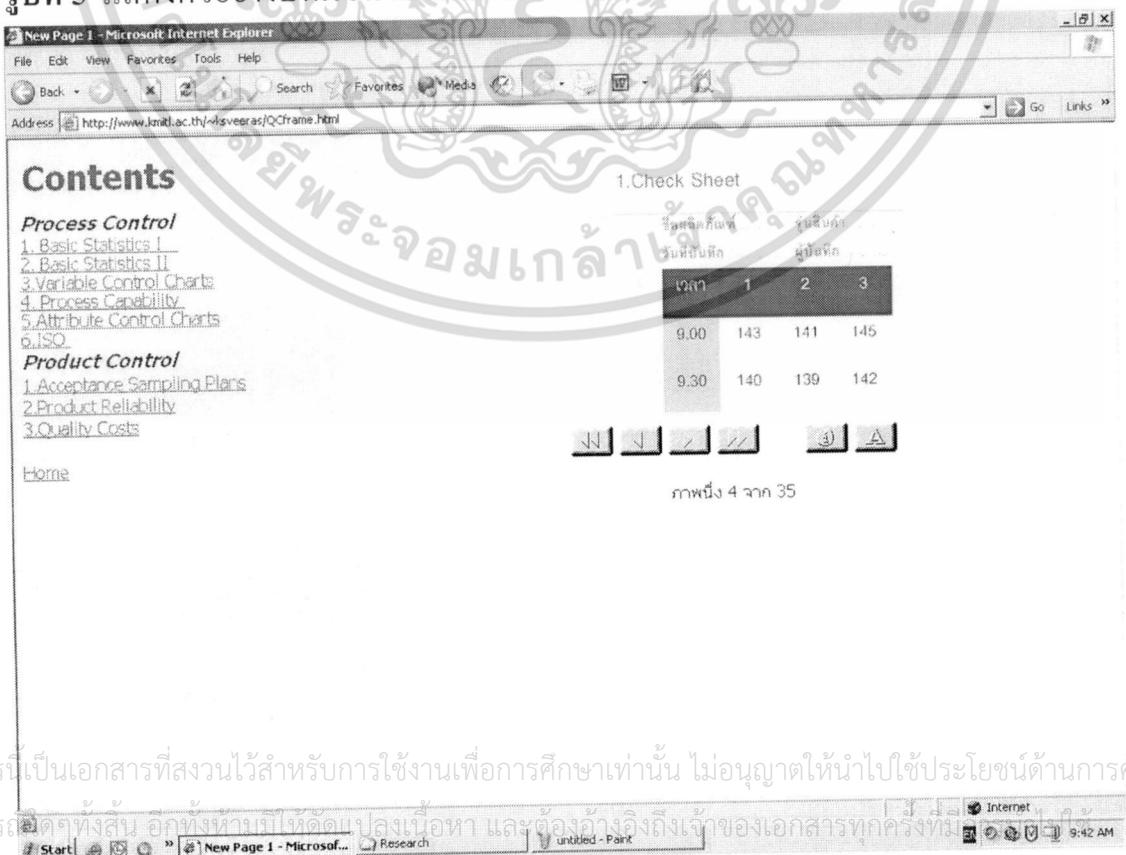 New Page 1 - Microsoft Internet Explorer
File Edit View Favorites Tools Help
Back Search Favorites Media
Address http://www.kmitl.ac.th/~ksveeras/QCframe.html Go Links »
Contents
Process Control
1. Basic Statistics I
2. Basic Statistics II
3.Variable Control Charts
4. Process Capability
5.Attribute Control Charts
6.ISO
Product Control
1.Acceptance Sampling Plans
2.Product Reliability
3.Quality Costs
Home
1.Check Sheet
ชื่อผลิตภัณฑ์ รุ่นสินค้า
วันที่บันทึก ผู้บันทึก
เวลา 1 2 3
9.00 143 141 145
9.30 140 139 142
ภาพนิ่ง 4 จาก 35
พระจอมเกล้าเจ้าคุณทหาร
เป็นเอกสารที่สงวนไว้สำหรับการใช้งานเพื่อการศึกษาเท่านั้น ไม่อนุญาตให้นำไปใช้ประโยชน์ด้านการ
ใดๆทั้งสิ้น อีกทั้งห้ามมิให้ดัดแปลงเนื้อหา และต้องอ้างอิงถึงเจ้าของเอกสารทุกครั้งที่มี
Internet
Start » New Page 1 - Microsof... Research untitled - Paint EN 9:42 AM